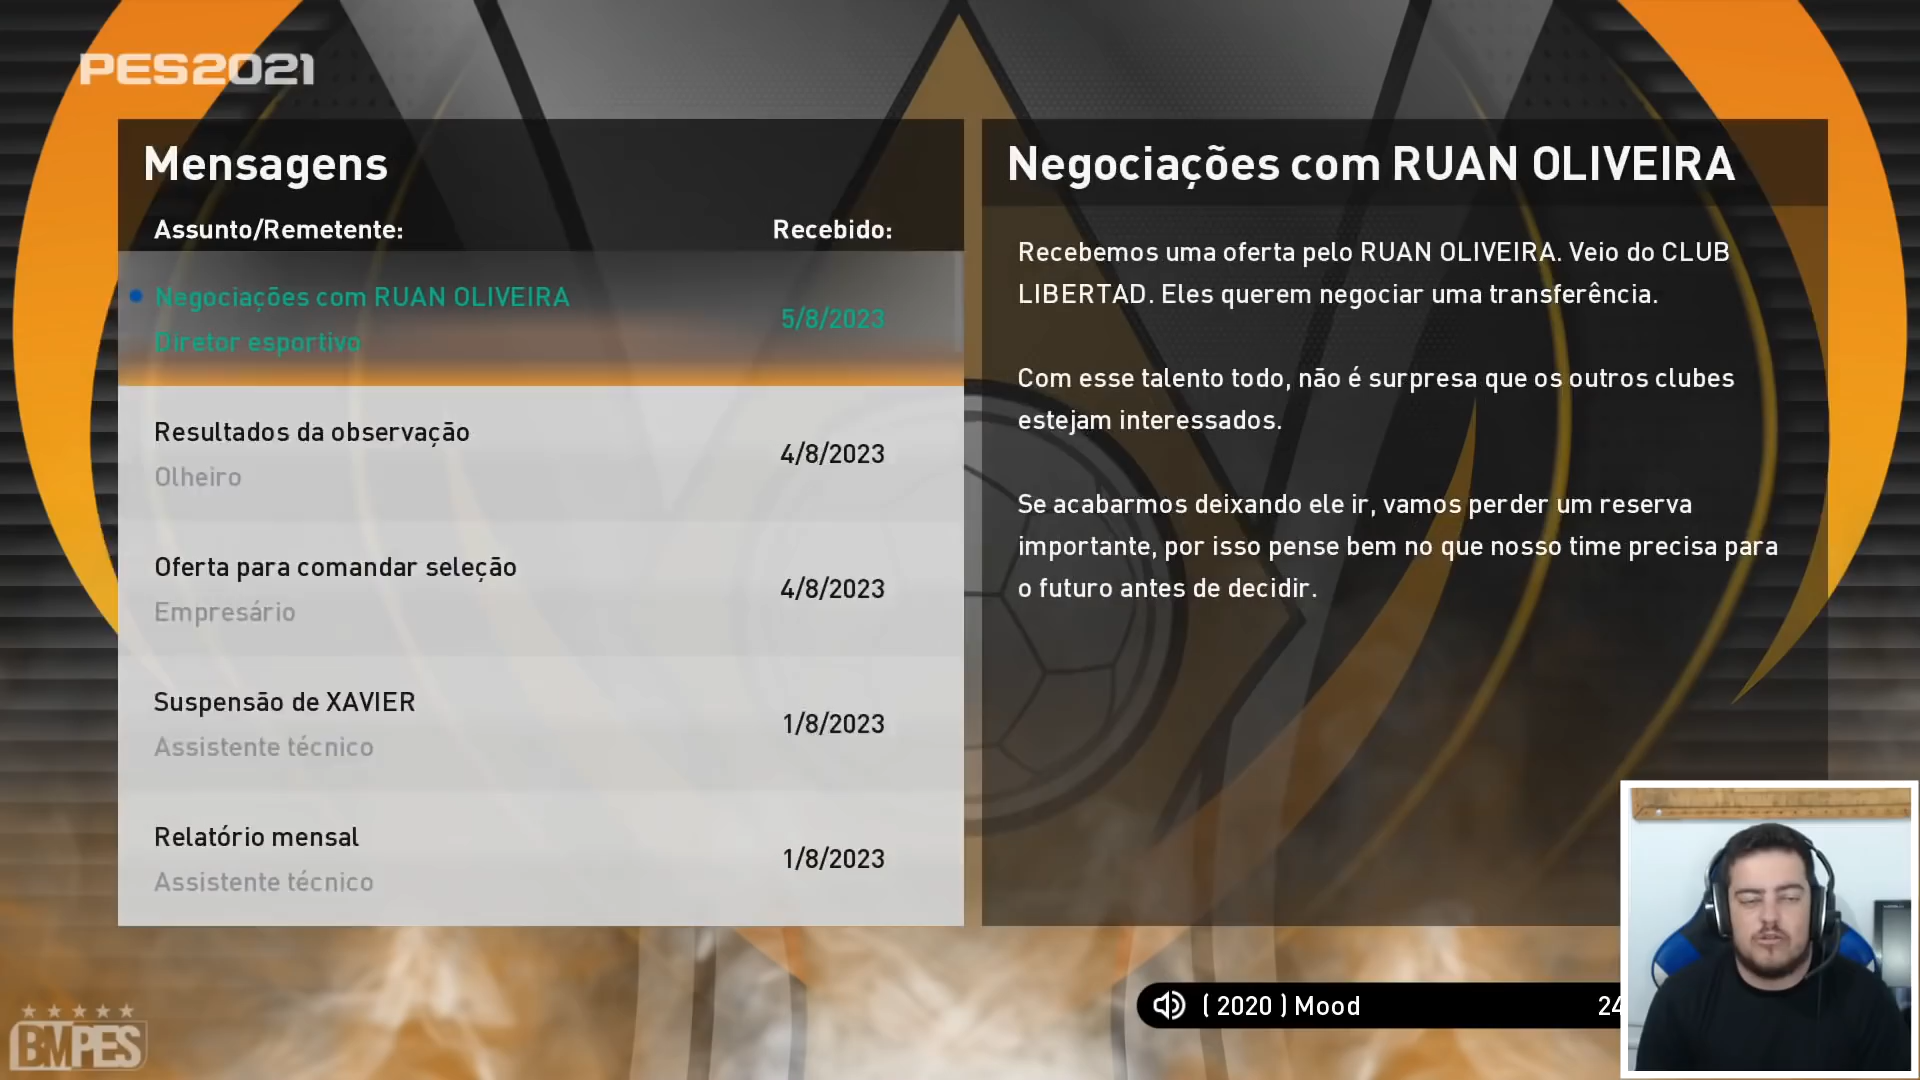 PES2021
Mensagens
Assunto/Remetente:
Recebido:
Negociações com RUAN OLIVEIRA
Diretor esportivo
5/8/2023
Resultados da observação
Olheiro
4/8/2023
Oferta para comandar seleção
Empresário
4/8/2023
Suspensão de XAVIER
Assistente técnico
1/8/2023
Relatório mensal
Assistente técnico
1/8/2023
Negociações com RUAN OLIVEIRA
Recebemos uma oferta pelo RUAN OLIVEIRA. Veio do CLUB
LIBERTAD. Eles querem negociar uma transferência.
Com esse talento todo, não é surpresa que os outros clubes
estejam interessados.
Se acabarmos deixando ele ir, vamos perder um reserva
importante, por isso pense bem no que nosso time precisa para
o futuro antes de decidir.
( 2020 ) Mood
24
BMPES